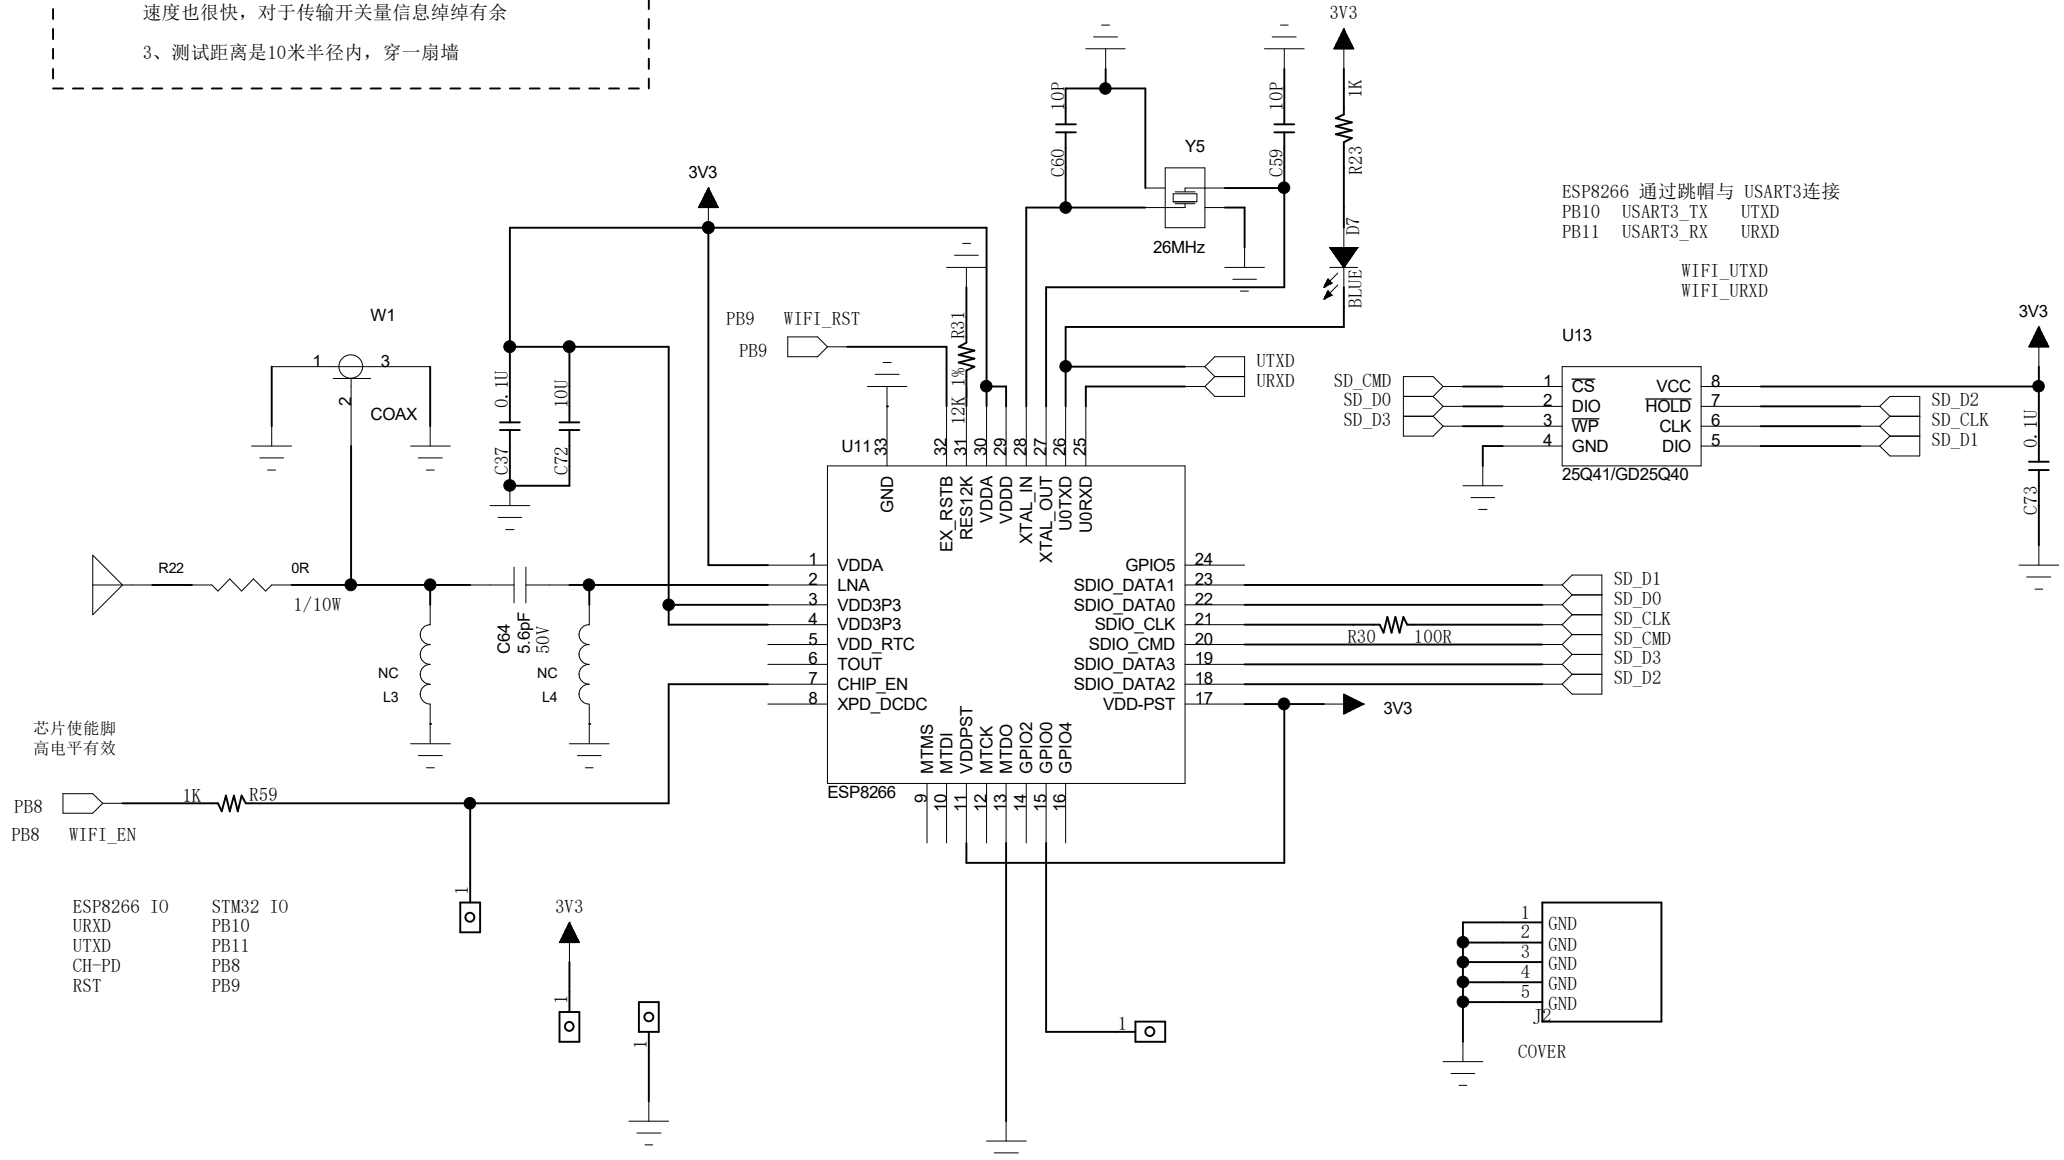 速度也很快，对于传输开关量信息绰绰有余
3、测试距离是10米半径内，穿一扇墙
3V3
10P
C60
10P
C59
1K
R23
D7
BLUE
Y5
26MHz
3V3
ESP8266 通过跳帽与 USART3连接
PB10 USART3_TX UTXD
PB11 USART3_RX URXD
WIFI_UTXD
WIFI_URXD
W1
1
3
2
COAX
0.1U
C37
10U
C72
PB9 WIFI_RST
PB9
R31
12K 1%
UTXD
URXD
U13
3V3
SD_CMD 1 CS VCC 8
SD_D0 2 DIO HOLD 7 SD_D2
SD_D3 3 WP CLK 6 SD_CLK
4 GND DIO 5 SD_D1
25Q41/GD25Q40
0.1U
C73
U11
33 32 31 30 29 28 27 26 25
GND EX_RSTB RES12K VDDA VDDD XTAL_IN XTAL_OUT U0TXD U0RXD
R22 0R
1/10W
C64
5.6pF
50V
NC
L3
NC
L4
1 VDDA
2 LNA
3 VDD3P3
4 VDD3P3
5 VDD_RTC
6 TOUT
7 CHIP_EN
8 XPD_DCDC
GPIO5 24
SDIO_DATA1 23 SD_D1
SDIO_DATA0 22 SD_D0
SDIO_CLK 21 R30 100R SD_CLK
SDIO_CMD 20 SD_CMD
SDIO_DATA3 19 SD_D3
SDIO_DATA2 18 SD_D2
VDD-PST 17 3V3
MTMS MTDI VDDPST MTCK MTDO GPIO2 GPIO0 GPIO4
ESP8266
9 10 11 12 13 14 15 16
芯片使能脚
高电平有效
PB8 1K R59
PB8 WIFI_EN
1
ESP8266 IO STM32 IO
URXD PB10
UTXD PB11
CH-PD PB8
RST PB9
3V3
1
1
1
1 GND
2 GND
3 GND
4 GND
5 GND
J2
COVER